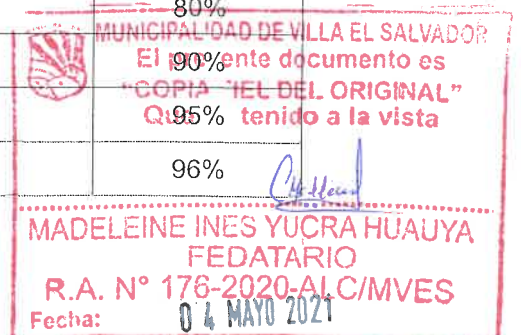 80%
MUNICIPALIDAD DE VILLA EL SALVADOR
El presente documento es
90%
"COPIA FIEL DEL ORIGINAL"
Que tenido a la vista
95%
96%
MADELEINE INES YUCRA HUAUYA
FEDATARIO
R.A. N° 176-2020-ALC/MVES
Fecha: 04 MAYO 2021